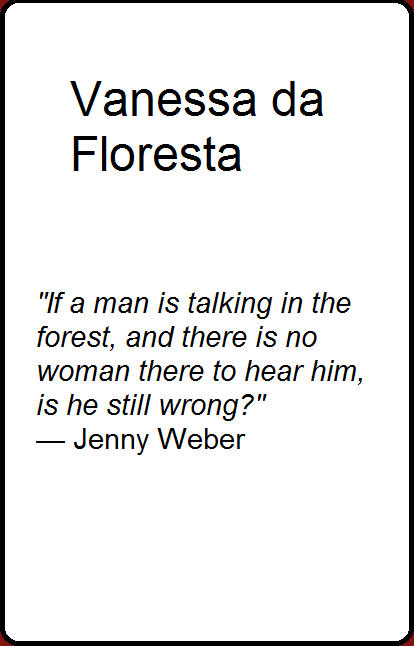 Vanessa da
Floresta
"If a man is talking in the
forest, and there is no
woman there to hear him,
is he still wrong?"
— Jenny Weber